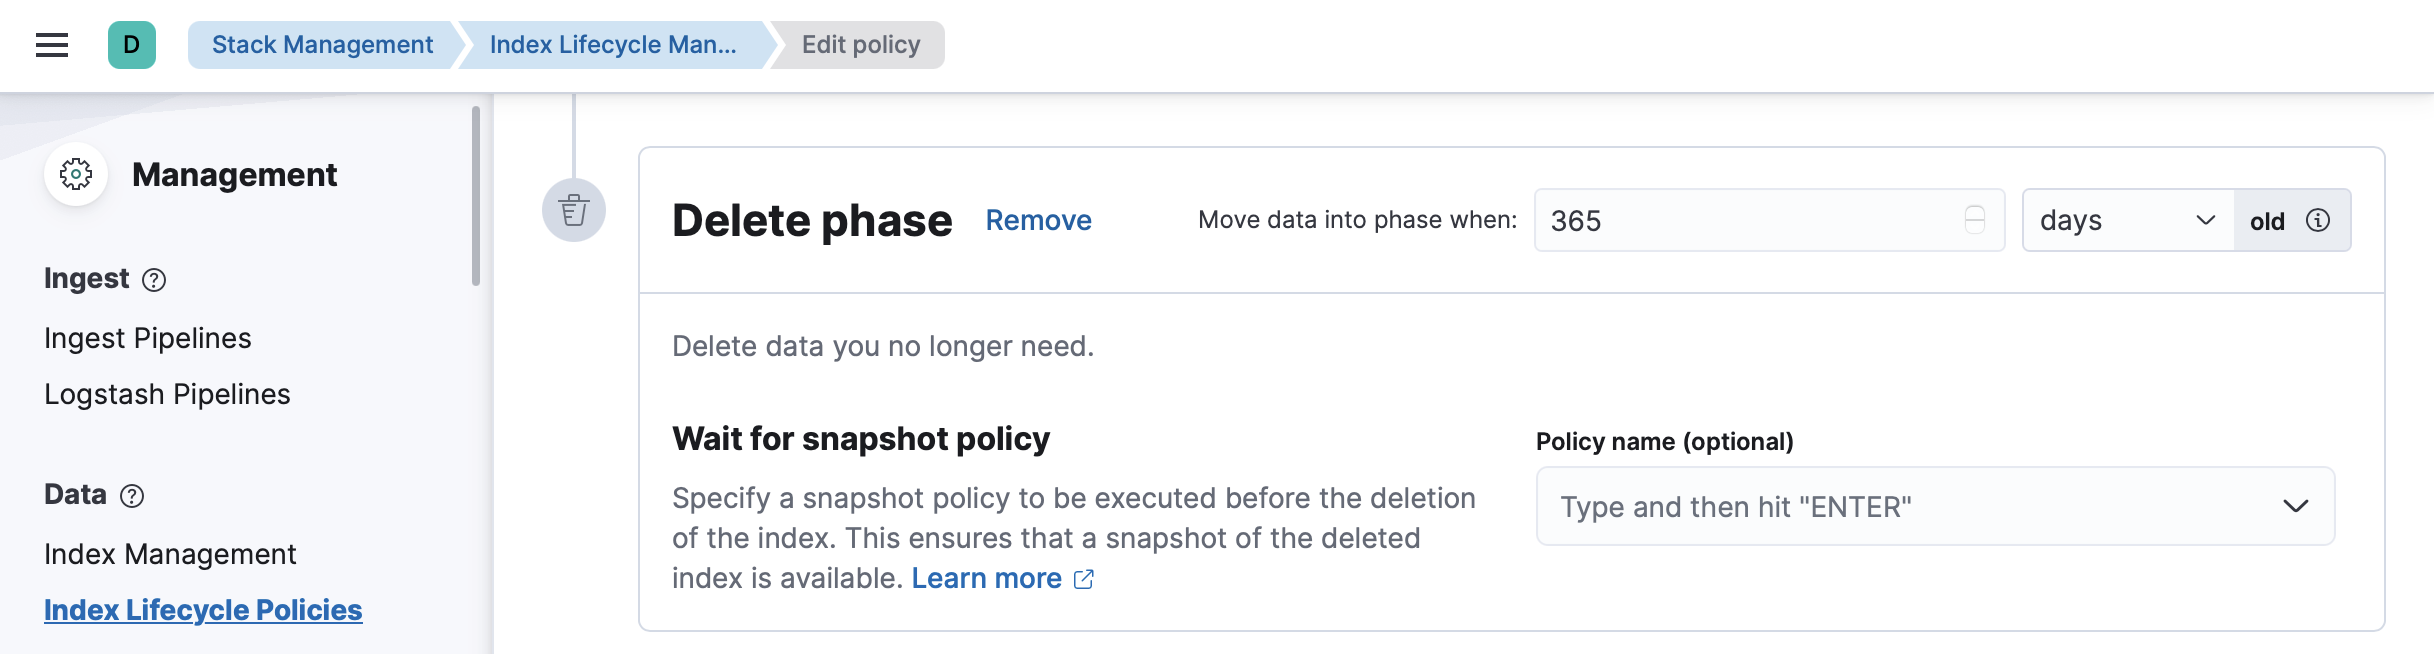 D
Stack Management
Index Lifecycle Man...
Edit policy
Management
Ingest
Ingest Pipelines
Logstash Pipelines
Data
Index Management
Index Lifecycle Policies
Delete phase
Remove
Move data into phase when:
365
days
old
Delete data you no longer need.
Wait for snapshot policy
Specify a snapshot policy to be executed before the deletion
of the index. This ensures that a snapshot of the deleted
index is available. Learn more
Policy name (optional)
Type and then hit "ENTER"